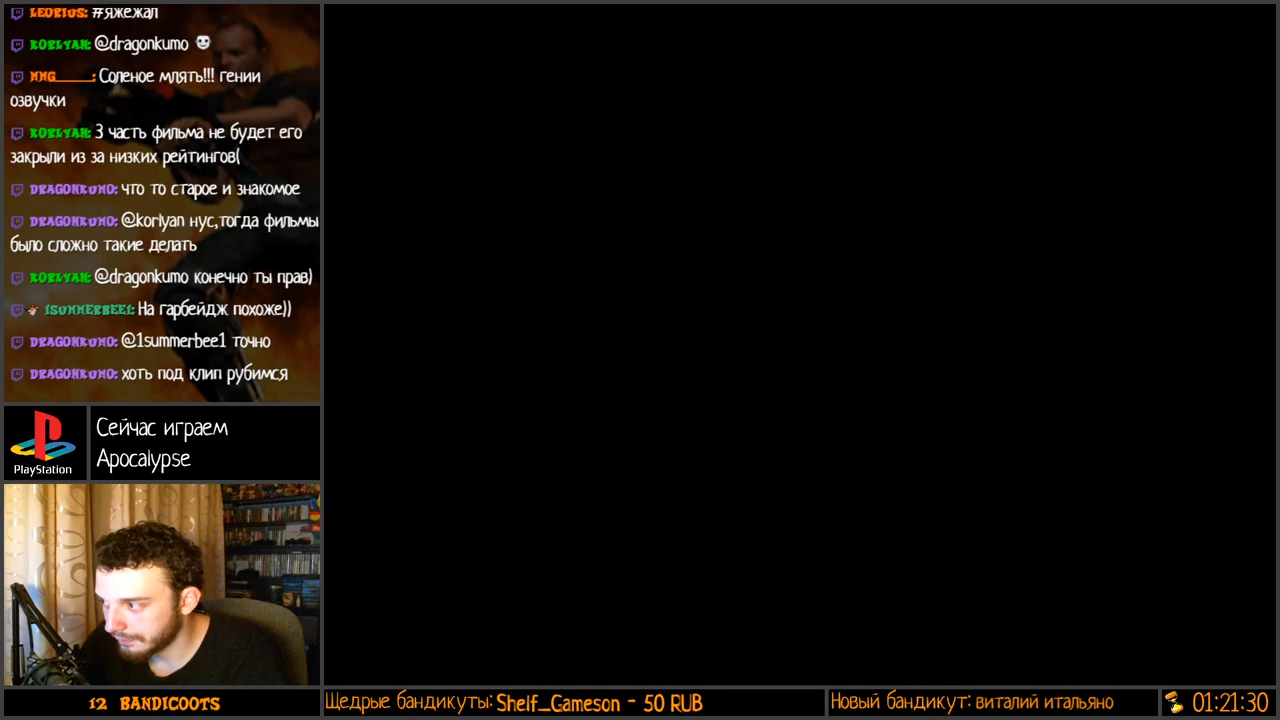 LEORIUS: #яжежал
KORLYAN: @dragonkumo
MMG_____: Соленое млять!!! гении
озвучки
KORLYAN: 3 часть фильма не будет его
закрыли из за низких рейтингов(
DRAGONKUMO: что то старое и знакомое
DRAGONKUMO: @korlyan нус,тогда фильмы
было сложно такие делать
KORLYAN: @dragonkumo конечно ты прав)
1SUMMERBEE1: На гарбейдж похоже))
DRAGONKUMO: @1summerbee1 точно
DRAGONKUMO: хоть под клип рубимся
PlayStation
Сейчас играем
Apocalypse
12 BANDICOOTS
Щедрые бандикуты: Shelf_Gameson - 50 RUB
Новый бандикут: виталий итальяно
01:21:30